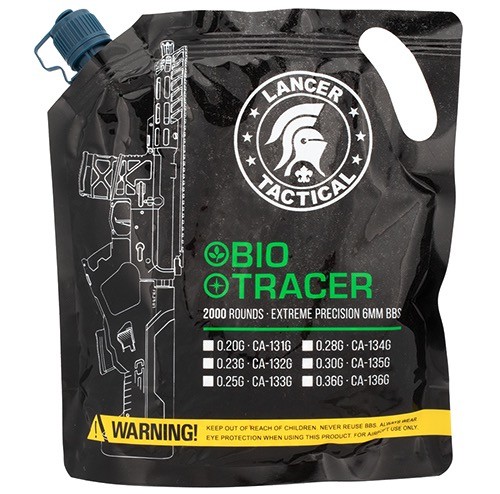 LANCER
TACTICAL
BIO
TRACER
2000 ROUNDS · EXTREME PRECISION 6MM BBS
0.20G · CA-131G
0.28G · CA-134G
0.23G · CA-132G
0.30G · CA-135G
0.25G · CA-133G
0.36G · CA-136G
WARNING!
KEEP OUT OF REACH OF CHILDREN. NEVER REUSE BBS. ALWAYS WEAR
EYE PROTECTION WHEN USING THIS PRODUCT. FOR AIRSOFT USE ONLY.